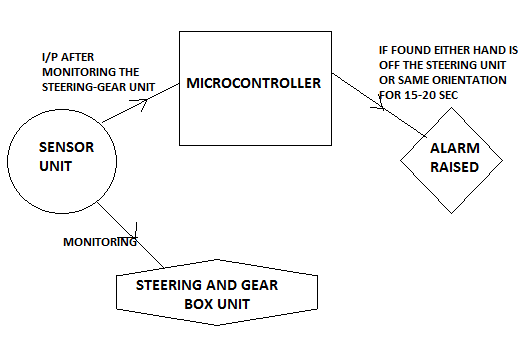 I/P AFTER
MONITORING THE
STEERING-GEAR UNIT
MICROCONTROLLER
IF FOUND EITHER HAND IS
OFF THE STEERING UNIT
OR SAME ORIENTATION
FOR 15-20 SEC
SENSOR
UNIT
ALARM
RAISED
MONITORING
STEERING AND GEAR
BOX UNIT